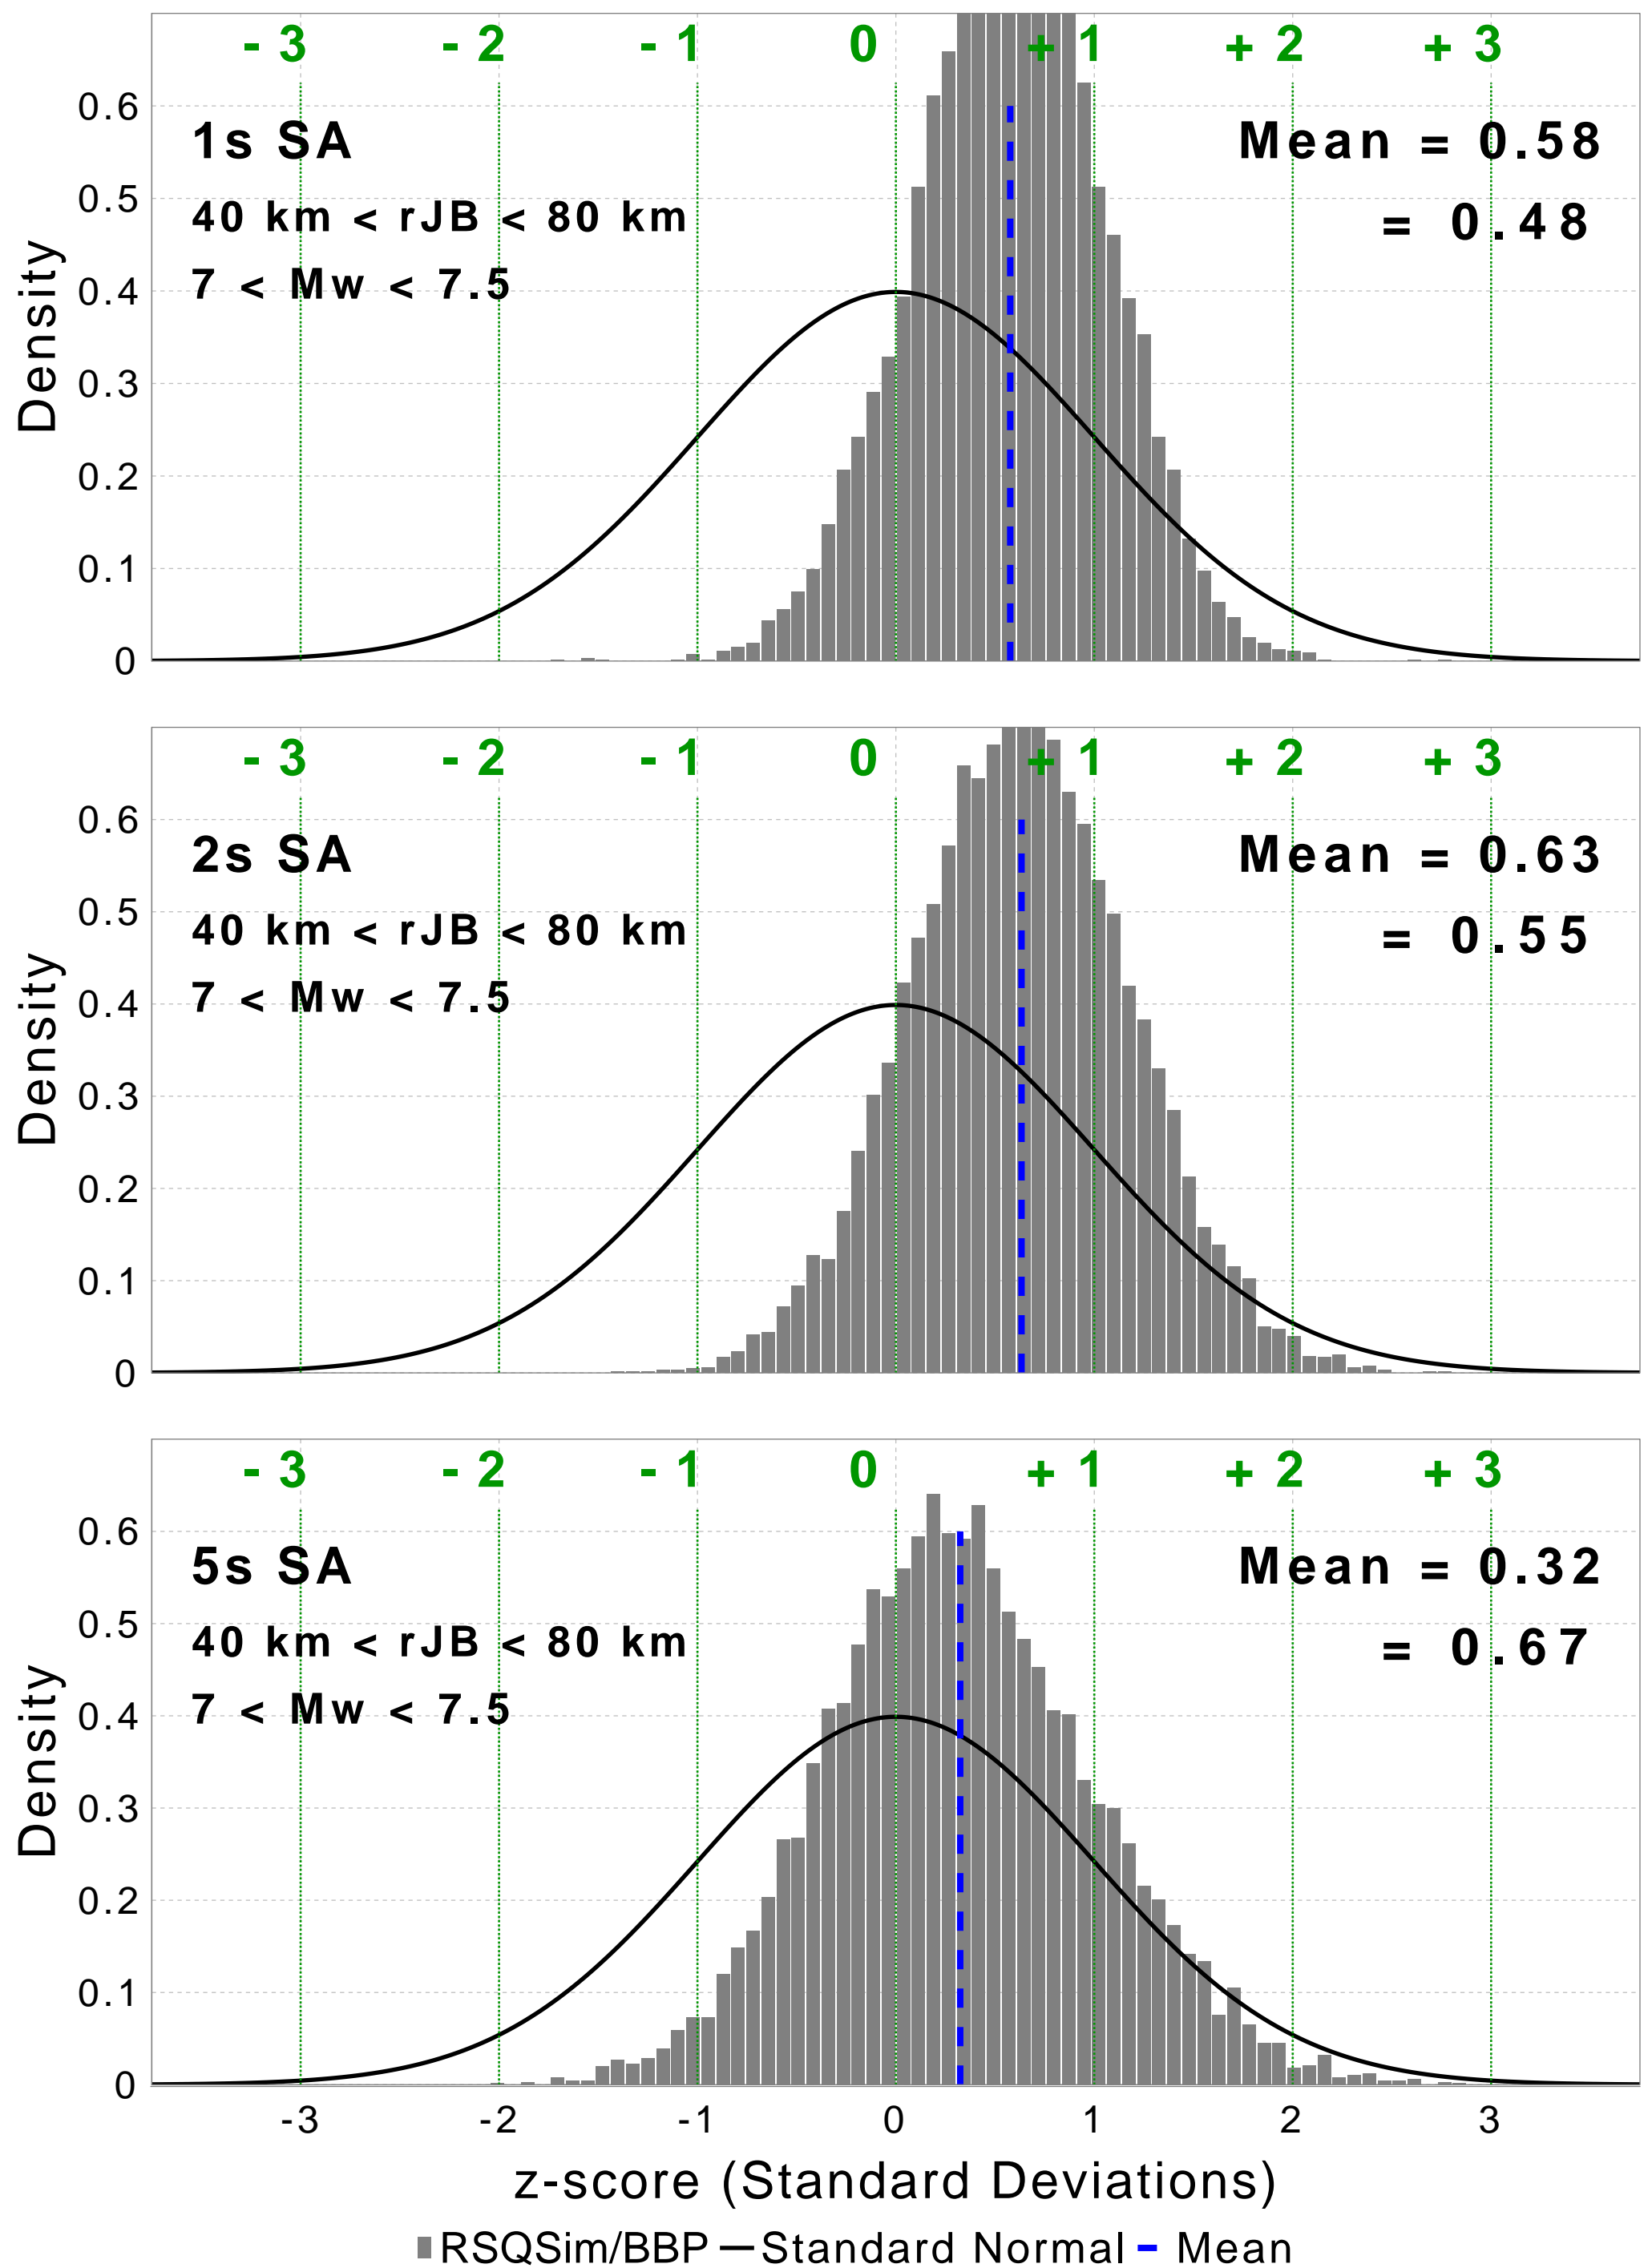 - 3 - 2 - 1 0 + 1 + 2 + 3
0.6
1s SA Mean = 0.58
0.5
40 km < rJB < 80 km = 0.48
7 < Mw < 7.5
0.4
0.3
0.2
0.1
0
Density
- 3 - 2 - 1 0 + 1 + 2 + 3
0.6
2s SA Mean = 0.63
0.5
40 km < rJB < 80 km = 0.55
7 < Mw < 7.5
0.4
0.3
0.2
0.1
0
Density
- 3 - 2 - 1 0 + 1 + 2 + 3
0.6
5s SA Mean = 0.32
0.5
40 km < rJB < 80 km = 0.67
7 < Mw < 7.5
0.4
0.3
0.2
0.1
0
Density
-3 -2 -1 0 1 2 3
z-score (Standard Deviations)
RSQSim/BBP Standard Normal Mean